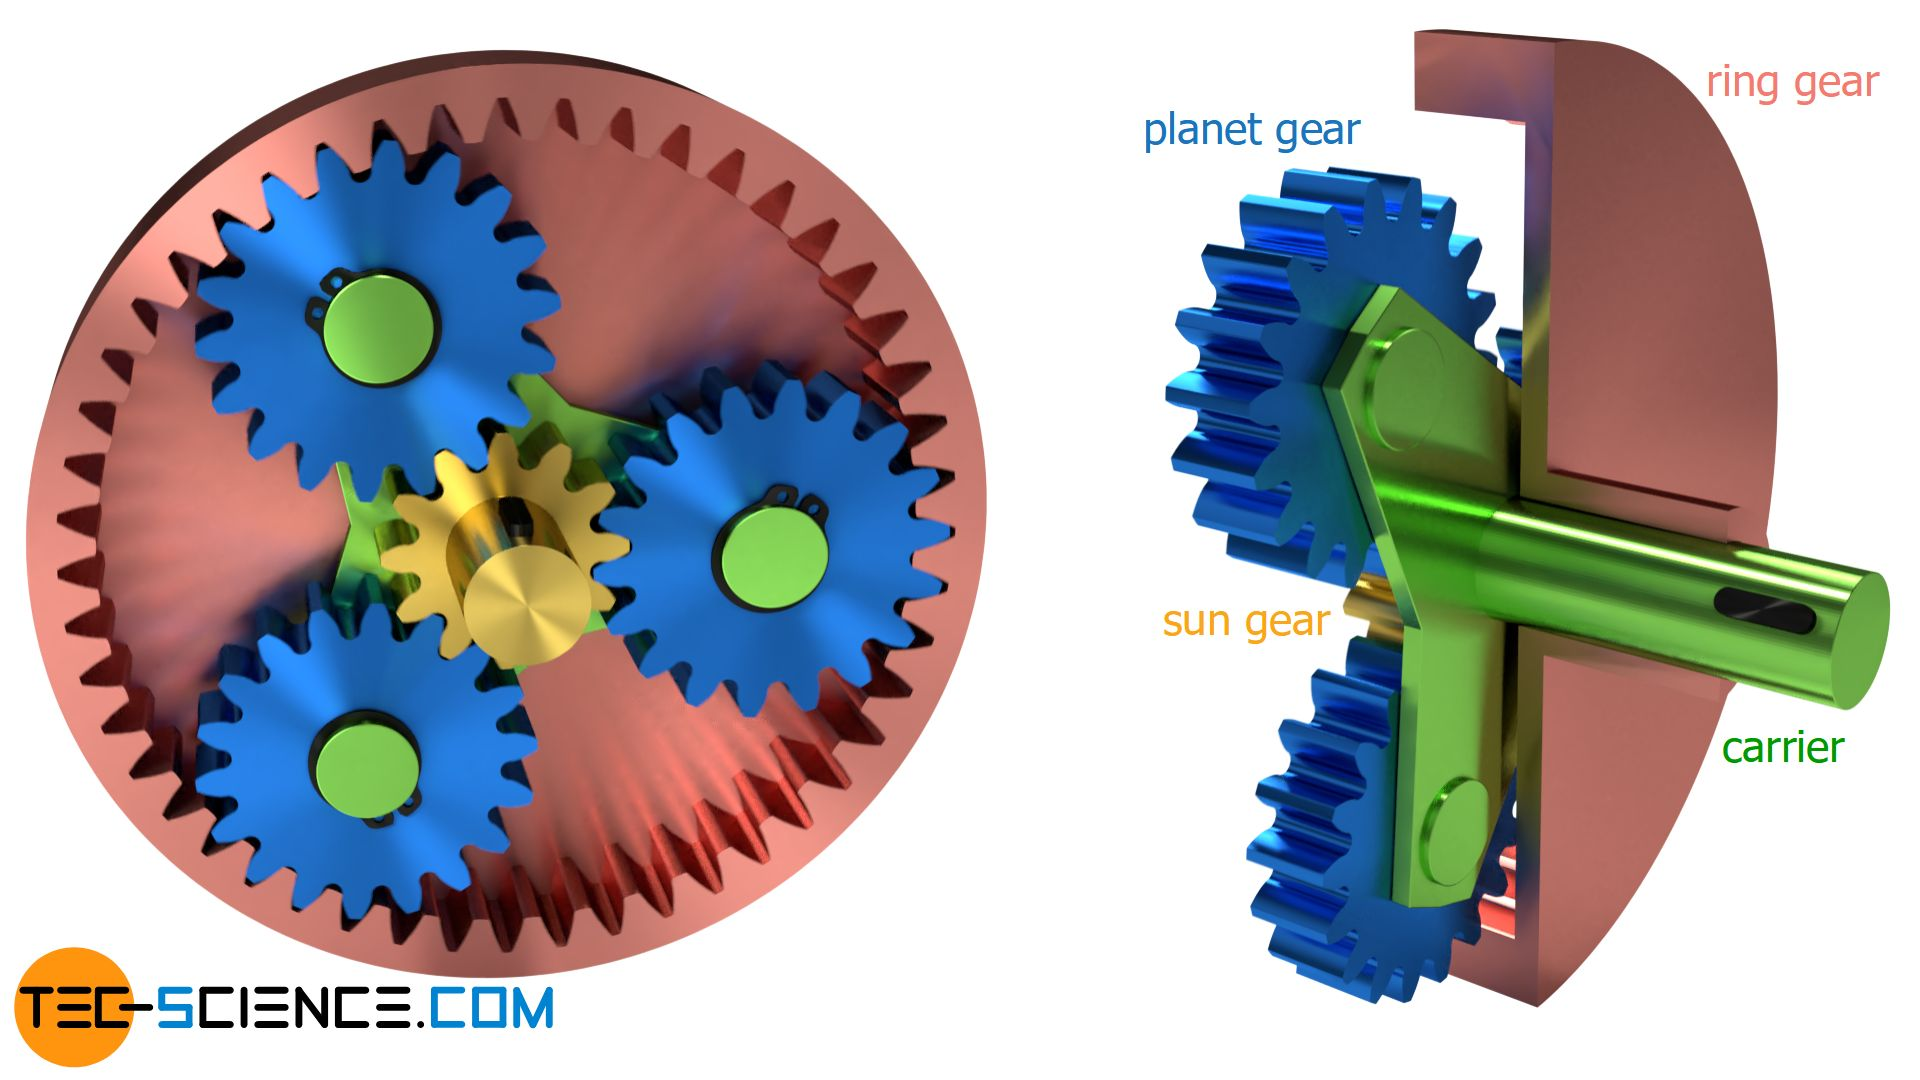 ring gear
planet gear
sun gear
carrier
TEC-SCIENCE.COM